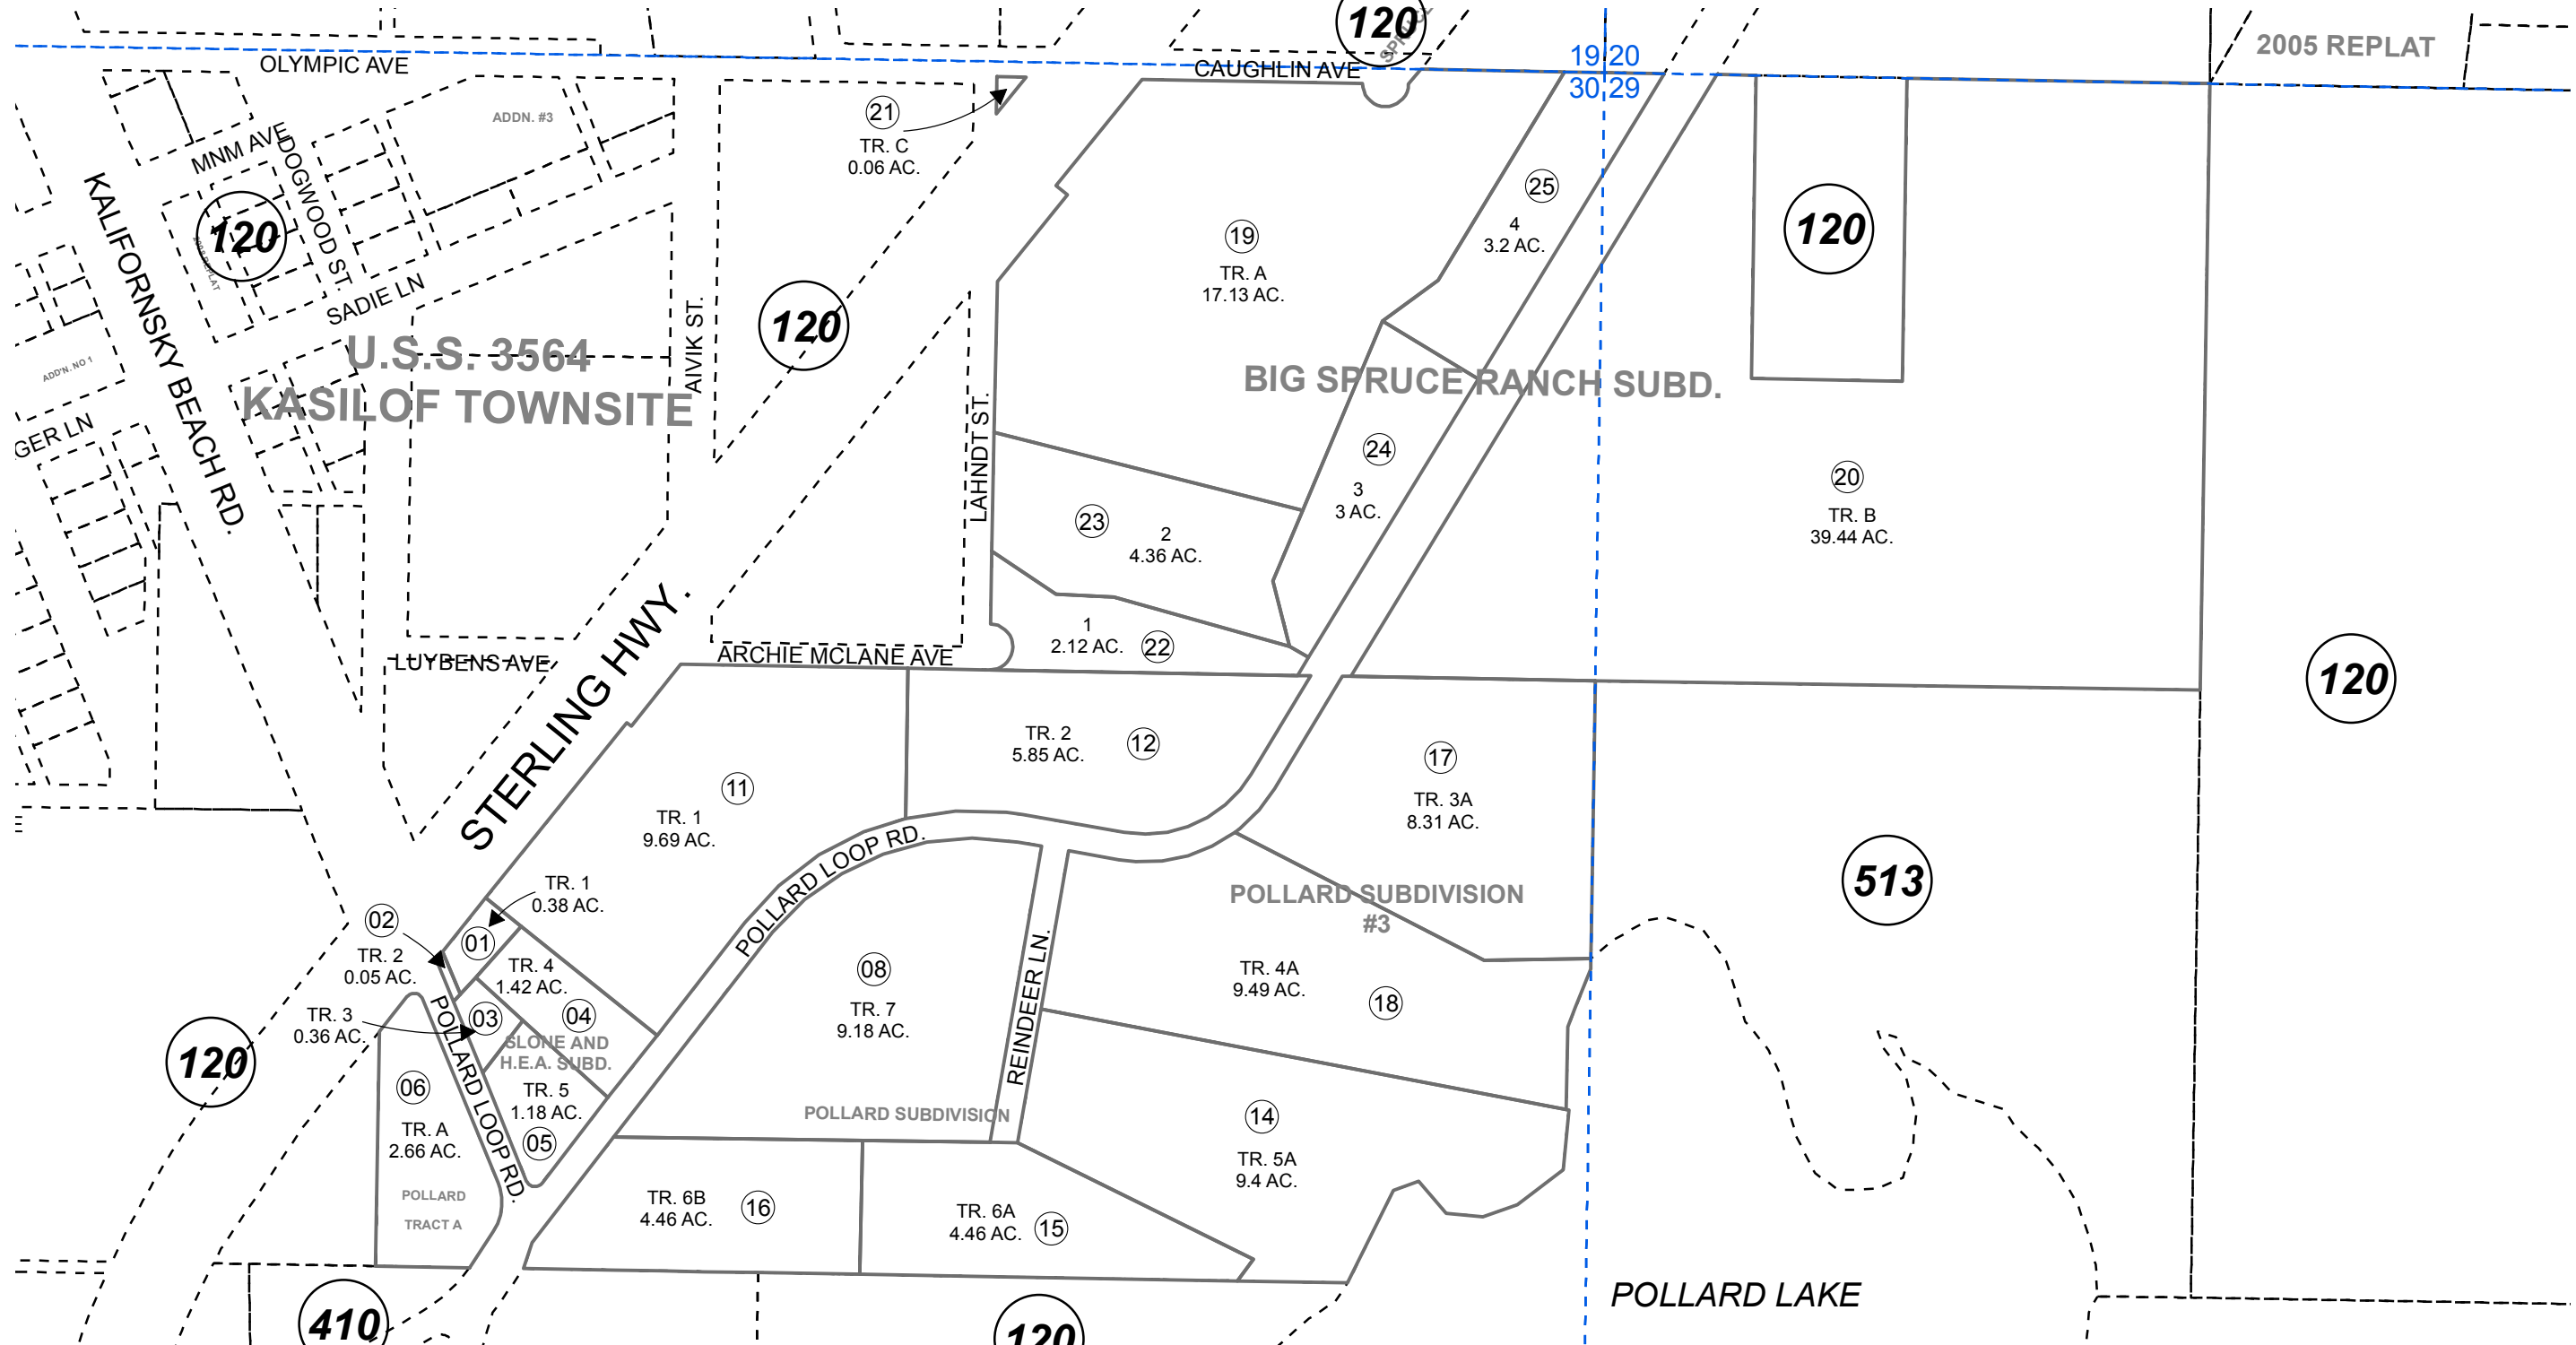 120
SPRUCE
19 20
30 29
2005 REPLAT
OLYMPIC AVE
CAUGHLIN AVE
ADDN. #3
21
TR. C
0.06 AC.
MNM AVE
DOGWOOD ST.
KALIFORNSKY BEACH RD.
120
SADIE LN
ADD'N. NO 1
GER LN
U.S.S. 3564
KASILOF TOWNSITE
AIVIK ST.
120
LAHNDT ST.
19
TR. A
17.13 AC.
25
4
3.2 AC.
120
BIG SPRUCE RANCH SUBD.
24
3
3 AC.
23
2
4.36 AC.
20
TR. B
39.44 AC.
1
2.12 AC.
22
LUYBENS AVE
ARCHIE MCLANE AVE
STERLING HWY.
120
TR. 2
5.85 AC.
12
17
TR. 3A
8.31 AC.
11
TR. 1
9.69 AC.
POLLARD LOOP RD.
513
POLLARD SUBDIVISION
#3
TR. 1
0.38 AC.
02
01
TR. 2
0.05 AC.
TR. 4
1.42 AC.
04
TR. 3
0.36 AC.
03
SLONE AND
H.E.A. SUBD.
08
TR. 7
9.18 AC.
REINDEER LN.
TR. 4A
9.49 AC.
18
120
06
TR. A
2.66 AC.
POLLARD
TRACT A
POLLARD LOOP RD.
TR. 5
1.18 AC.
05
POLLARD SUBDIVISION
14
TR. 5A
9.4 AC.
TR. 6B
4.46 AC.
16
TR. 6A
4.46 AC.
15
POLLARD LAKE
410
120